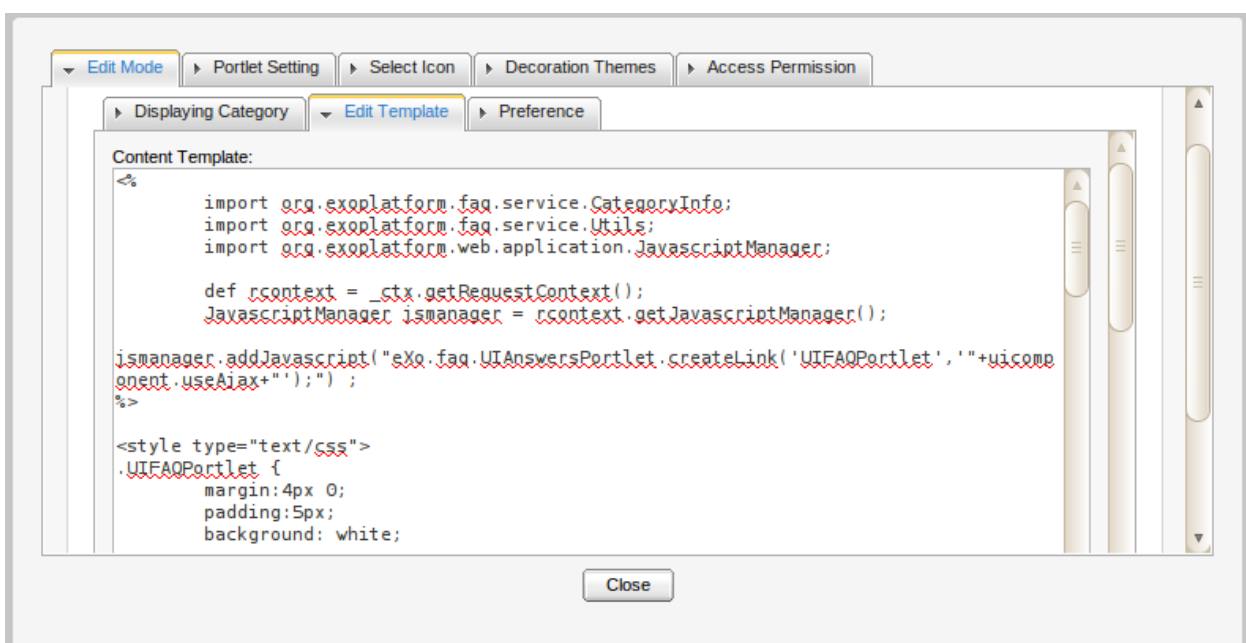 Edit Mode Portlet Setting Select Icon Decoration Themes Access Permission
Displaying Category Edit Template Preference
Content Template:
<%
import org.exoplatform.faq.service.CategoryInfo;
import org.exoplatform.faq.service.Utils;
import org.exoplatform.web.application.JavascriptManager;
def rcontext = _ctx.getRequestContext();
JavascriptManager jsmanager = rcontext.getJavascriptManager();
jsmanager.addJavascript("eXo.faq.UIAnswersPortlet.createLink('UIFAQPortlet','"+uicomp
onent.useAjax+"');") ;
%>
<style type="text/css">
.UIFAQPortlet {
margin:4px 0;
padding:5px;
background: white;
Close